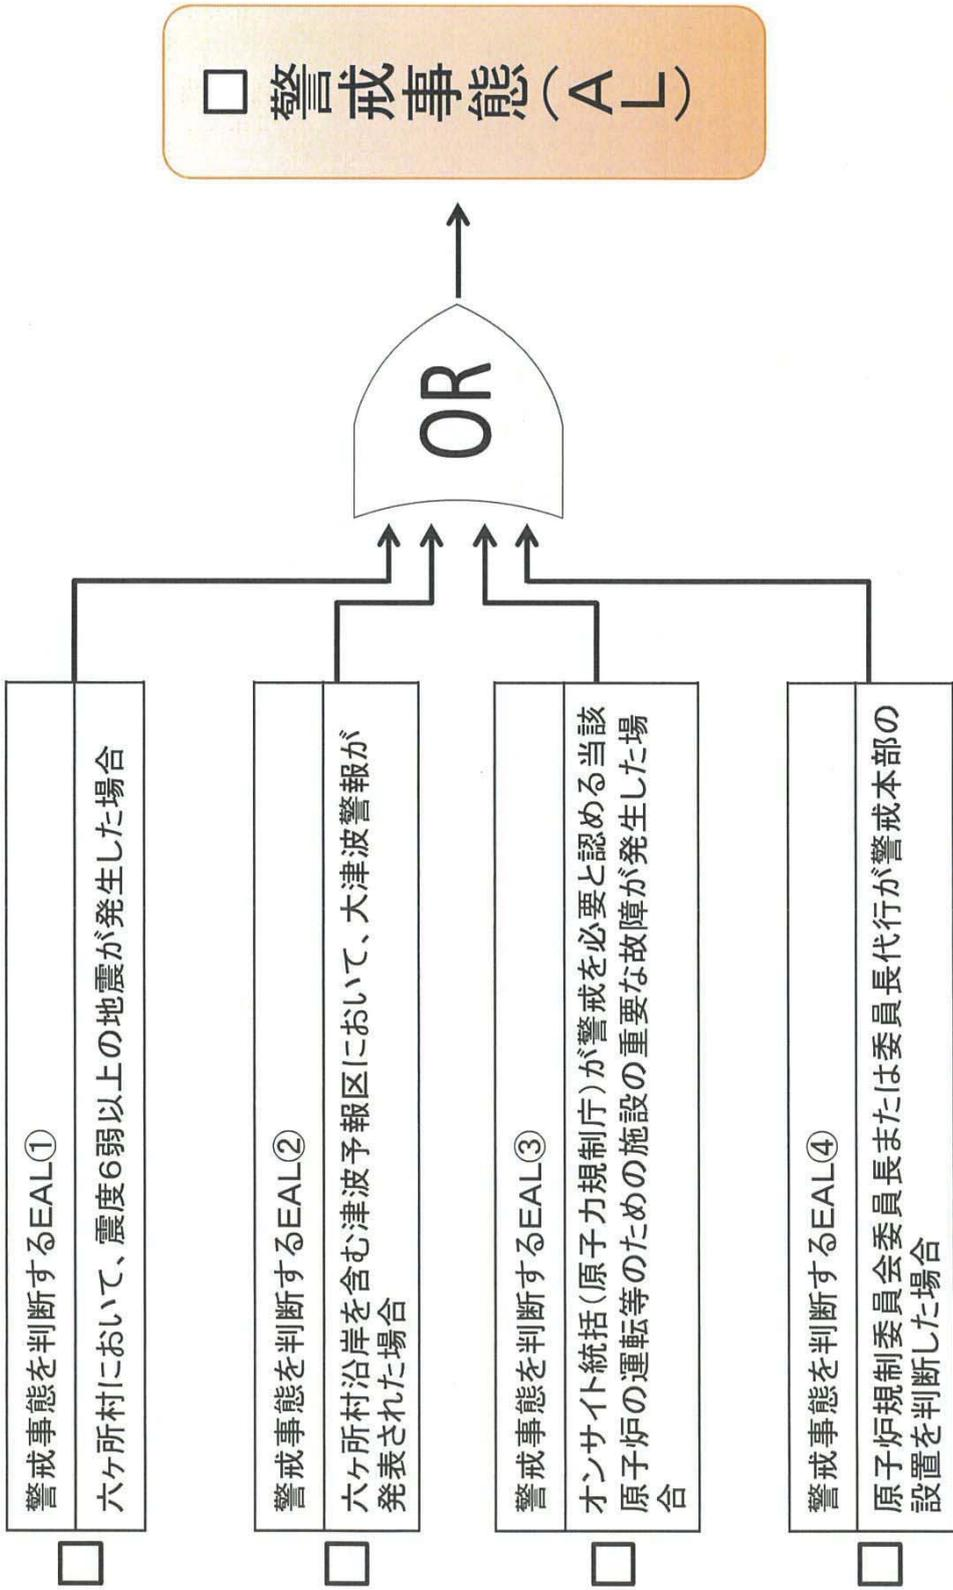 警戒事態を判断するEAL①
六ヶ所村において、震度6弱以上の地震が発生した場合
警戒事態を判断するEAL②
六ヶ所村沿岸を含む津波予報区において、大津波警報が
発表された場合
警戒事態を判断するEAL③
オンサイト統括(原子力規制庁)が警戒を必要と認める当該
原子炉の運転等のための施設の重要な故障が発生した場
合
警戒事態を判断するEAL④
原子炉規制委員会委員長または委員長代行が警戒本部の
設置を判断した場合
OR
警戒事態(A
L)